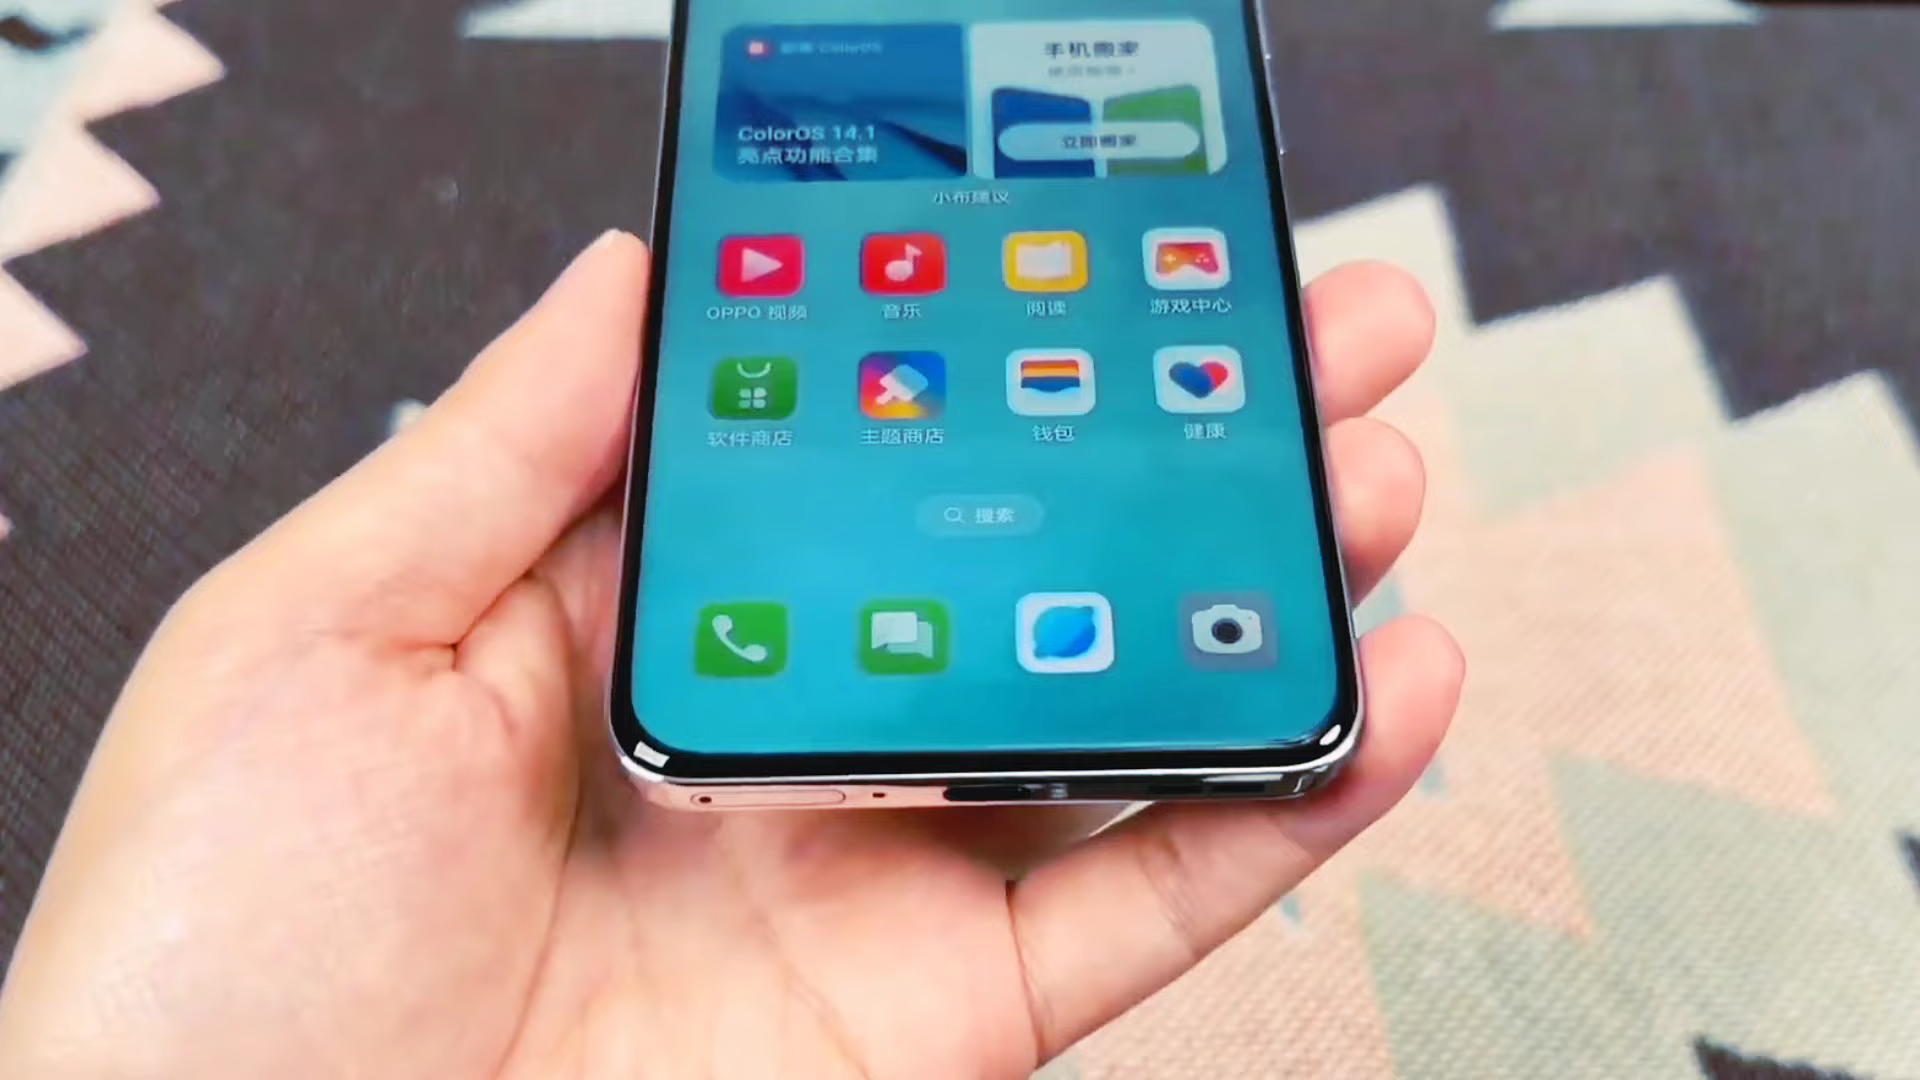 ColorOS
ColorOS 14.1
亮点功能合集
手机搬家
立即搬家
小布建议
OPPO 视频
音乐
阅读
游戏中心
软件商店
主题商店
钱包
健康
搜索